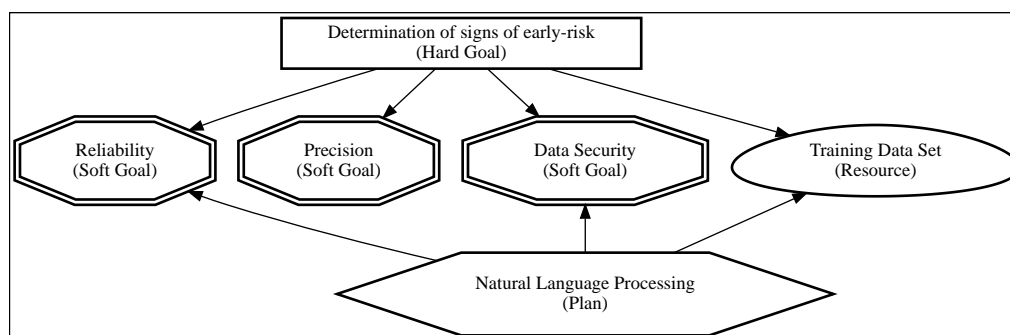 Determination of signs of early-risk
(Hard Goal)
Reliability
(Soft Goal)
Precision
(Soft Goal)
Data Security
(Soft Goal)
Training Data Set
(Resource)
Natural Language Processing
(Plan)